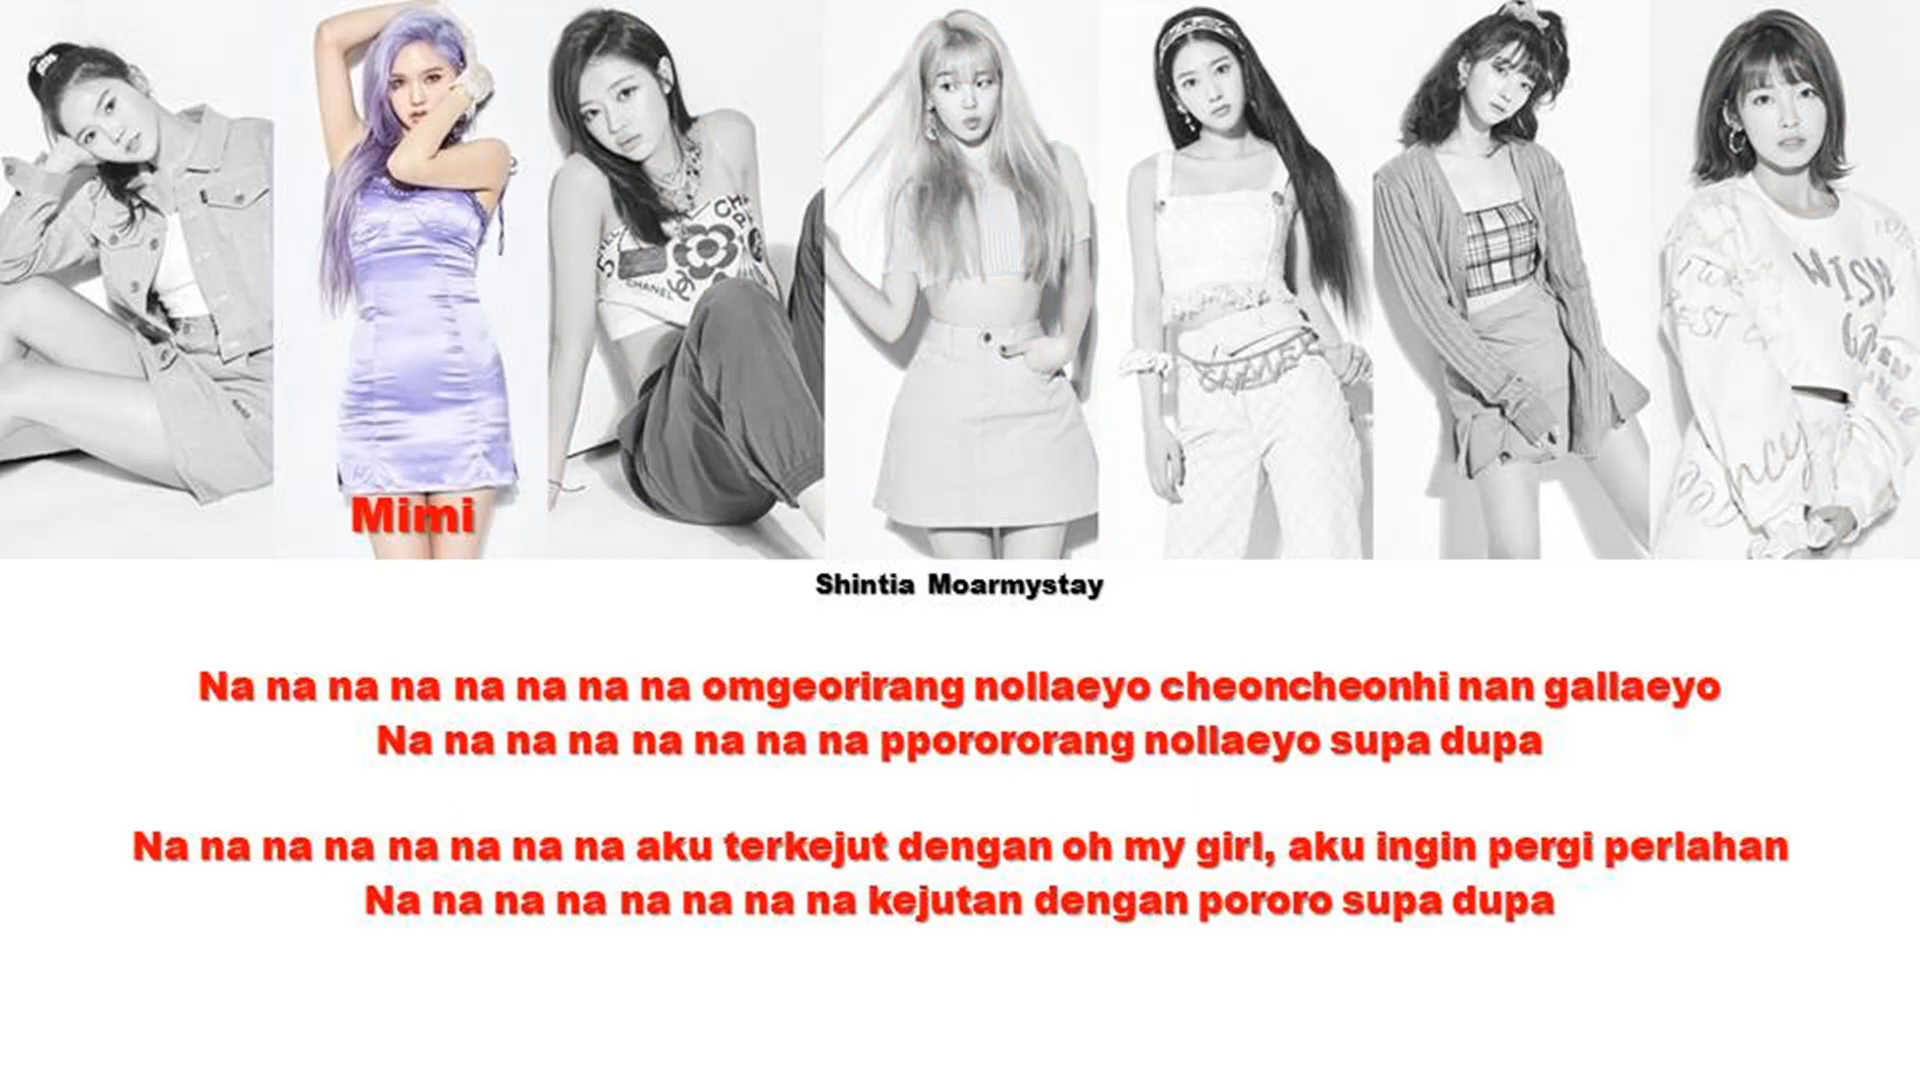 CHANEL
WISH
Mimi
Shintia Moarmystay
Na na na na na na na na omgeorirang nollaeyo cheoncheonhi nan gallaeyo
Na na na na na na na na pporororang nollaeyo supa dupa
Na na na na na na na na aku terkejut dengan oh my girl, aku ingin pergi perlahan
Na na na na na na na na kejutan dengan pororo supa dupa